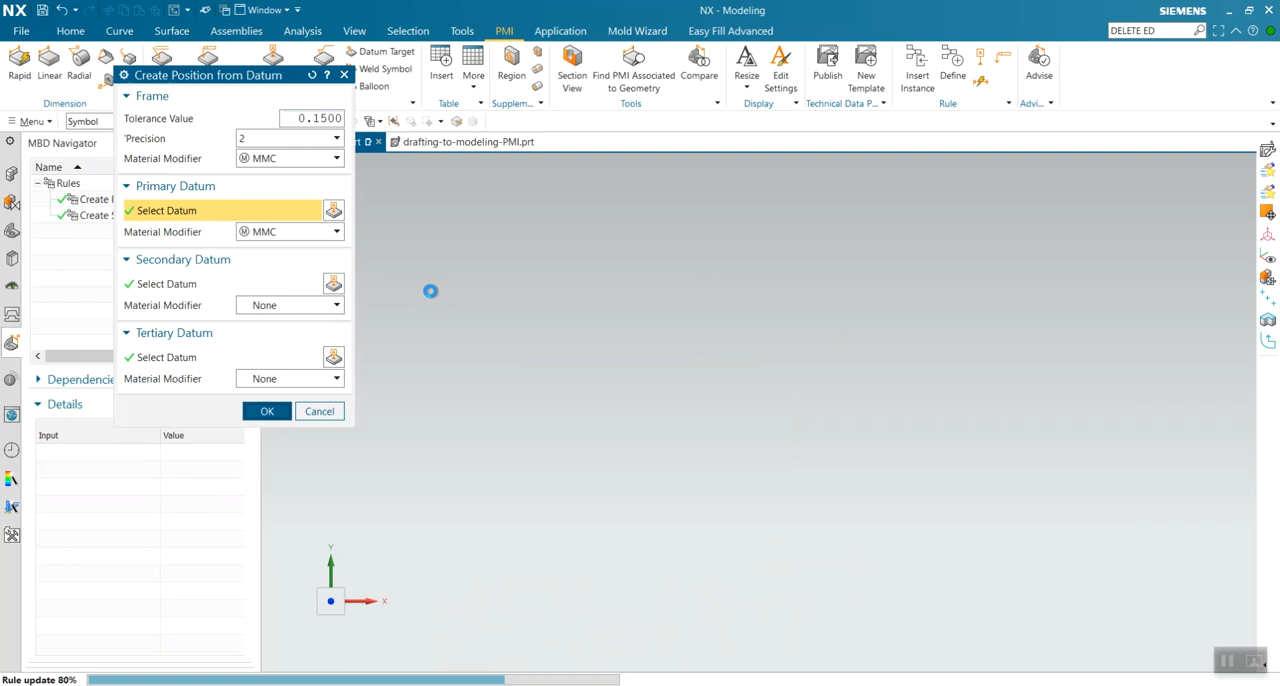 NX Window NX - Modeling SIEMENS
File Home Curve Surface Assemblies Analysis View Selection Tools PMI Application Mold Wizard Easy Fill Advanced DELETE ED
Rapid Linear Radial Datum Target Weld Symbol Balloon Insert More Region Section View Find PMI Associated to Geometry Compare Resize Edit Settings Publish New Template Insert Instance Define Advise
Dimension Table Supplem... Tools Display Technical Data P... Rule Advi...
Menu Symbol
MBD Navigator
rt
drafting-to-modeling-PMI.prt
Name
Rules
Create
Create S
Dependencie
Details
Input Value
Create Position from Datum
Frame
Tolerance Value 0.1500
'Precision 2
Material Modifier Ⓜ MMC
Primary Datum
Select Datum
Material Modifier Ⓜ MMC
Secondary Datum
Select Datum
Material Modifier None
Tertiary Datum
Select Datum
Material Modifier None
OK Cancel
Y
X
Rule update 80%